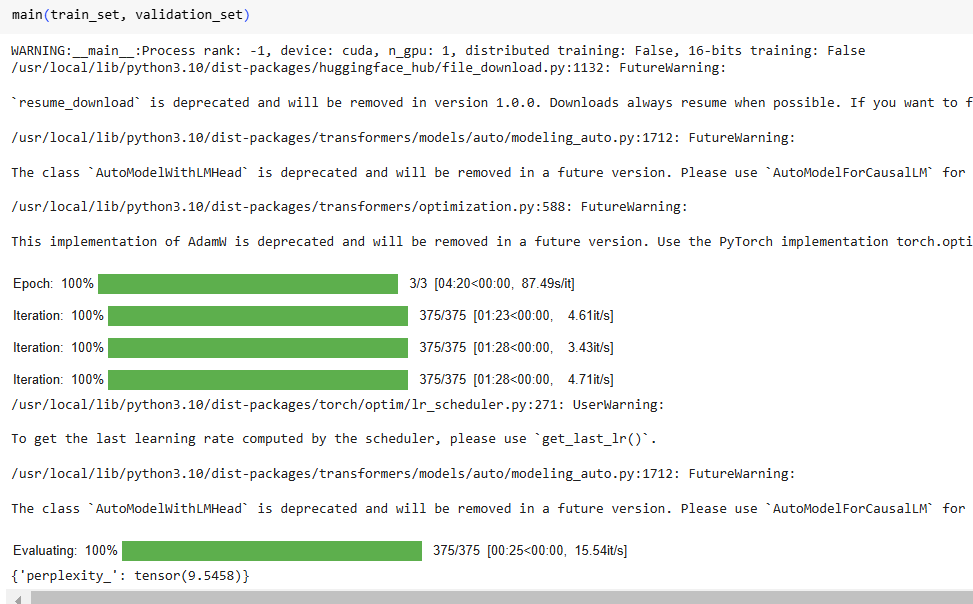 main(train_set, validation_set)
WARNING:__main__:Process rank: -1, device: cuda, n_gpu: 1, distributed training: False, 16-bits training: False
/usr/local/lib/python3.10/dist-packages/huggingface_hub/file_download.py:1132: FutureWarning:
`resume_download` is deprecated and will be removed in version 1.0.0. Downloads always resume when possible. If you want to f
/usr/local/lib/python3.10/dist-packages/transformers/models/auto/modeling_auto.py:1712: FutureWarning:
The class `AutoModelWithLMHead` is deprecated and will be removed in a future version. Please use `AutoModelForCausalLM` for
/usr/local/lib/python3.10/dist-packages/transformers/optimization.py:588: FutureWarning:
This implementation of AdamW is deprecated and will be removed in a future version. Use the PyTorch implementation torch.opti
Epoch: 100% 3/3 [04:20<00:00, 87.49s/it]
Iteration: 100% 375/375 [01:23<00:00, 4.61it/s]
Iteration: 100% 375/375 [01:28<00:00, 3.43it/s]
Iteration: 100% 375/375 [01:28<00:00, 4.71it/s]
/usr/local/lib/python3.10/dist-packages/torch/optim/lr_scheduler.py:271: UserWarning:
To get the last learning rate computed by the scheduler, please use `get_last_lr()`.
/usr/local/lib/python3.10/dist-packages/transformers/models/auto/modeling_auto.py:1712: FutureWarning:
The class `AutoModelWithLMHead` is deprecated and will be removed in a future version. Please use `AutoModelForCausalLM` for
Evaluating: 100% 375/375 [00:25<00:00, 15.54it/s]
{'perplexity_': tensor(9.5458)}